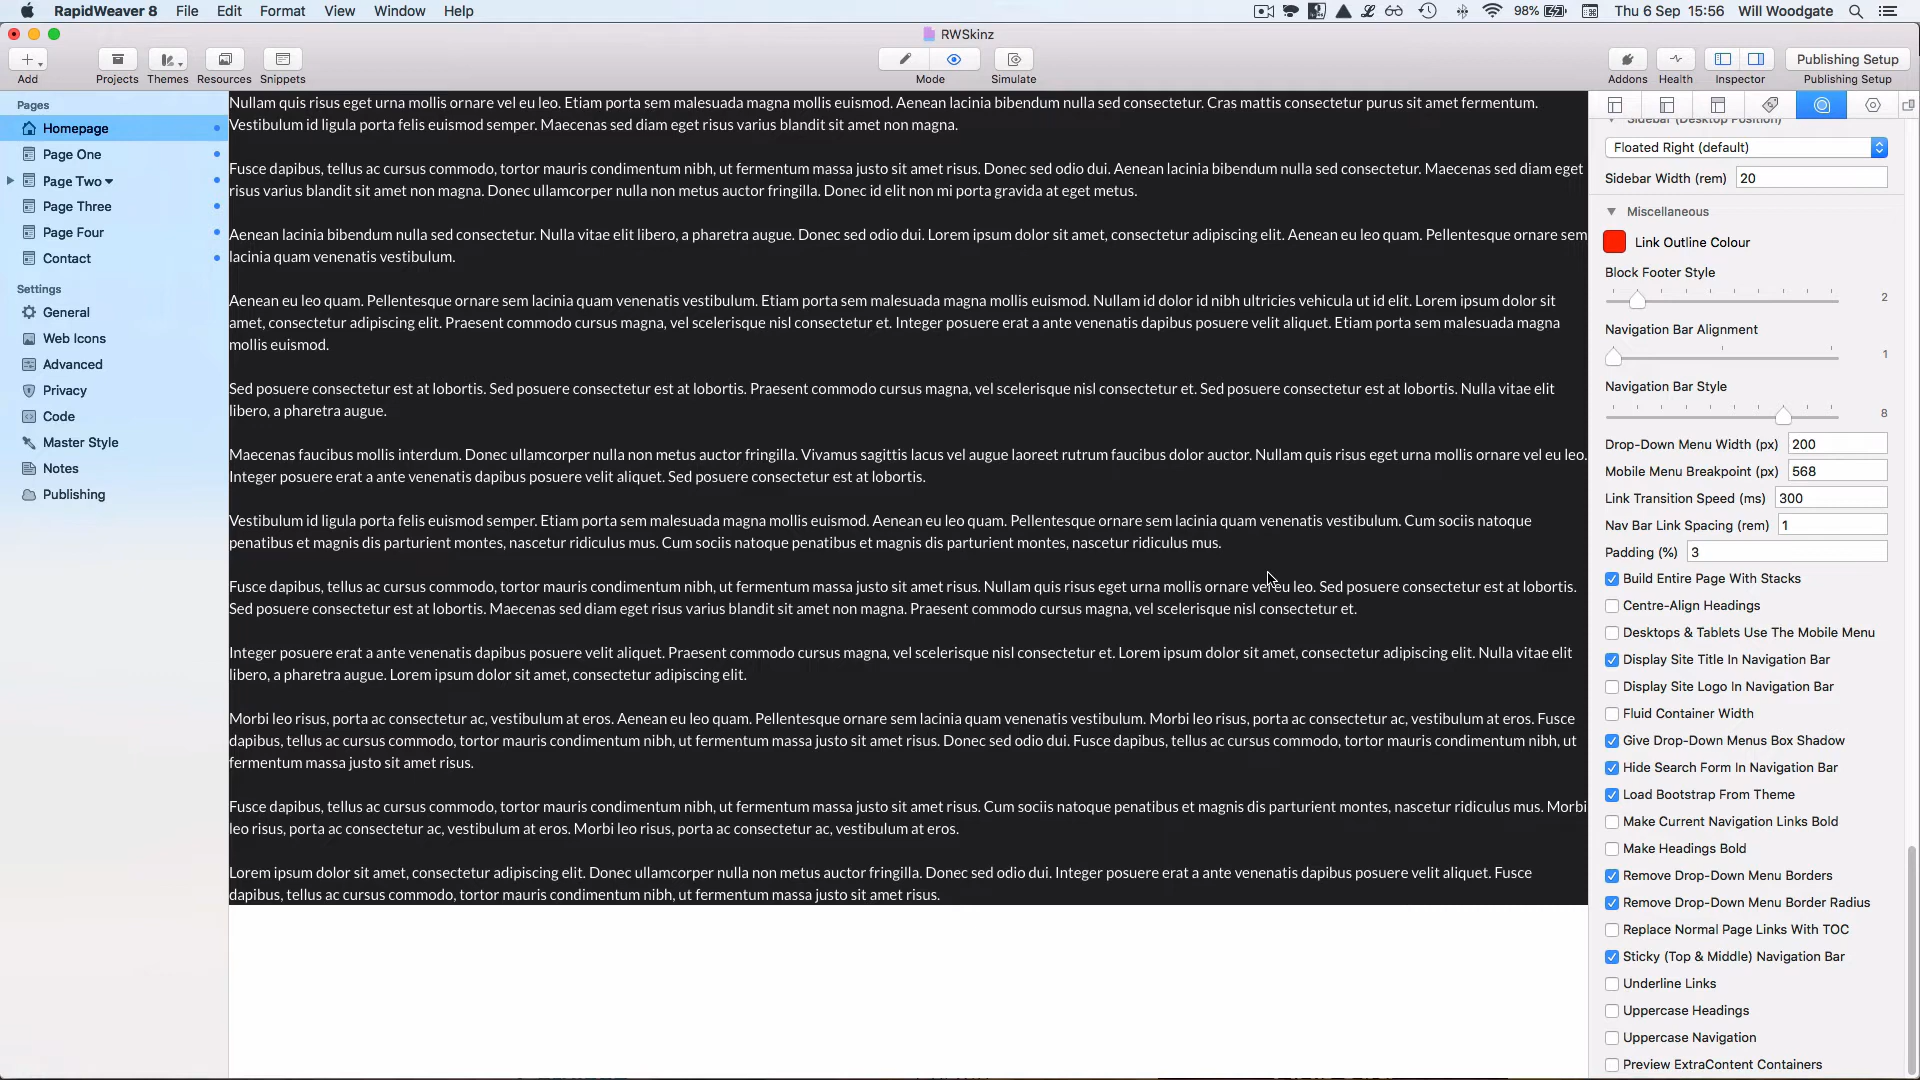 RapidWeaver 8 File Edit Format View Window Help
98% Thu 6 Sep 15:56 Will Woodgate
RWSkinz
Add Projects Themes Resources Snippets Mode Simulate Addons Health Inspector Publishing Setup
Publishing Setup
Pages
Homepage
Page One
Page Two
Page Three
Page Four
Contact
Settings
General
Web Icons
Advanced
Privacy
Code
Master Style
Notes
Publishing
Nullam quis risus eget urna mollis ornare vel eu leo. Etiam porta sem malesuada magna mollis euismod. Aenean lacinia bibendum nulla sed consectetur. Cras mattis consectetur purus sit amet fermentum.
Vestibulum id ligula porta felis euismod semper. Maecenas sed diam eget risus varius blandit sit amet non magna.
Fusce dapibus, tellus ac cursus commodo, tortor mauris condimentum nibh, ut fermentum massa justo sit amet risus. Donec sed odio dui. Aenean lacinia bibendum nulla sed consectetur. Maecenas sed diam eget
risus varius blandit sit amet non magna. Donec ullamcorper nulla non metus auctor fringilla. Donec id elit non mi porta gravida at eget metus.
Aenean lacinia bibendum nulla sed consectetur. Nulla vitae elit libero, a pharetra augue. Donec sed odio dui. Lorem ipsum dolor sit amet, consectetur adipiscing elit. Aenean eu leo quam. Pellentesque ornare sem
lacinia quam venenatis vestibulum.
Aenean eu leo quam. Pellentesque ornare sem lacinia quam venenatis vestibulum. Etiam porta sem malesuada magna mollis euismod. Nullam id dolor id nibh ultricies vehicula ut id elit. Lorem ipsum dolor sit
amet, consectetur adipiscing elit. Praesent commodo cursus magna, vel scelerisque nisl consectetur et. Integer posuere erat a ante venenatis dapibus posuere velit aliquet. Etiam porta sem malesuada magna
mollis euismod.
Sed posuere consectetur est at lobortis. Sed posuere consectetur est at lobortis. Praesent commodo cursus magna, vel scelerisque nisl consectetur et. Sed posuere consectetur est at lobortis. Nulla vitae elit
libero, a pharetra augue.
Maecenas faucibus mollis interdum. Donec ullamcorper nulla non metus auctor fringilla. Vivamus sagittis lacus vel augue laoreet rutrum faucibus dolor auctor. Nullam quis risus eget urna mollis ornare vel eu leo.
Integer posuere erat a ante venenatis dapibus posuere velit aliquet. Sed posuere consectetur est at lobortis.
Vestibulum id ligula porta felis euismod semper. Etiam porta sem malesuada magna mollis euismod. Aenean eu leo quam. Pellentesque ornare sem lacinia quam venenatis vestibulum. Cum sociis natoque
penatibus et magnis dis parturient montes, nascetur ridiculus mus. Cum sociis natoque penatibus et magnis dis parturient montes, nascetur ridiculus mus.
Fusce dapibus, tellus ac cursus commodo, tortor mauris condimentum nibh, ut fermentum massa justo sit amet risus. Nullam quis risus eget urna mollis ornare vel eu leo. Sed posuere consectetur est at lobortis.
Sed posuere consectetur est at lobortis. Maecenas sed diam eget risus varius blandit sit amet non magna. Praesent commodo cursus magna, vel scelerisque nisl consectetur et.
Integer posuere erat a ante venenatis dapibus posuere velit aliquet. Praesent commodo cursus magna, vel scelerisque nisl consectetur et. Lorem ipsum dolor sit amet, consectetur adipiscing elit. Nulla vitae elit
libero, a pharetra augue. Lorem ipsum dolor sit amet, consectetur adipiscing elit.
Morbi leo risus, porta ac consectetur ac, vestibulum at eros. Aenean eu leo quam. Pellentesque ornare sem lacinia quam venenatis vestibulum. Morbi leo risus, porta ac consectetur ac, vestibulum at eros. Fusce
dapibus, tellus ac cursus commodo, tortor mauris condimentum nibh, ut fermentum massa justo sit amet risus. Donec sed odio dui. Fusce dapibus, tellus ac cursus commodo, tortor mauris condimentum nibh, ut
fermentum massa justo sit amet risus.
Fusce dapibus, tellus ac cursus commodo, tortor mauris condimentum nibh, ut fermentum massa justo sit amet risus. Cum sociis natoque penatibus et magnis dis parturient montes, nascetur ridiculus mus. Morbi
leo risus, porta ac consectetur ac, vestibulum at eros. Morbi leo risus, porta ac consectetur ac, vestibulum at eros.
Lorem ipsum dolor sit amet, consectetur adipiscing elit. Donec ullamcorper nulla non metus auctor fringilla. Donec sed odio dui. Integer posuere erat a ante venenatis dapibus posuere velit aliquet. Fusce
dapibus, tellus ac cursus commodo, tortor mauris condimentum nibh, ut fermentum massa justo sit amet risus.
Sidebar (Desktop Position)
Floated Right (default)
Sidebar Width (rem) 20
Miscellaneous
Link Outline Colour
Block Footer Style
2
Navigation Bar Alignment
1
Navigation Bar Style
8
Drop-Down Menu Width (px) 200
Mobile Menu Breakpoint (px) 568
Link Transition Speed (ms) 300
Nav Bar Link Spacing (rem) 1
Padding (%) 3
Build Entire Page With Stacks
Centre-Align Headings
Desktops & Tablets Use The Mobile Menu
Display Site Title In Navigation Bar
Display Site Logo In Navigation Bar
Fluid Container Width
Give Drop-Down Menus Box Shadow
Hide Search Form In Navigation Bar
Load Bootstrap From Theme
Make Current Navigation Links Bold
Make Headings Bold
Remove Drop-Down Menu Borders
Remove Drop-Down Menu Border Radius
Replace Normal Page Links With TOC
Sticky (Top & Middle) Navigation Bar
Underline Links
Uppercase Headings
Uppercase Navigation
Preview ExtraContent Containers